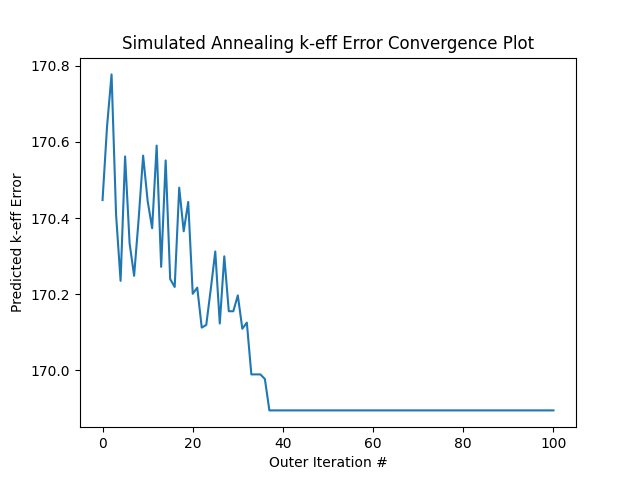 Simulated Annealing k-eff Error Convergence Plot
170.8
170.6
170.4
170.2
170.0
Predicted k-eff Error
0 20 40 60 80 100
Outer Iteration #